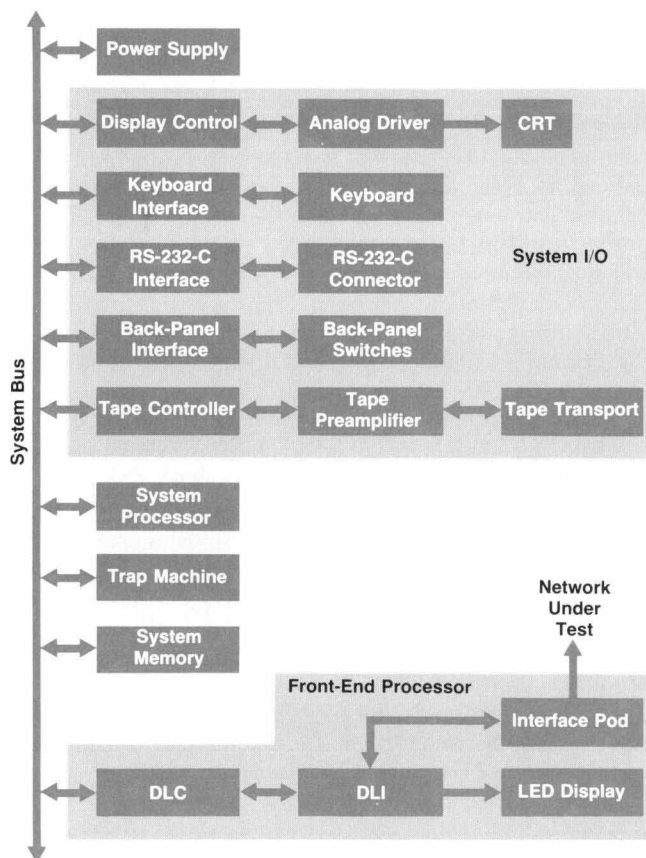 Power Supply
Display Control
Analog Driver
CRT
Keyboard
Interface
Keyboard
RS-232-C
Interface
RS-232-C
Connector
System I/O
Back-Panel
Interface
Back-Panel
Switches
Tape Controller
Tape
Preamplifier
Tape Transport
System Bus
System
Processor
Trap Machine
System
Memory
Network
Under
Test
Front-End Processor
Interface Pod
DLC
DLI
LED Display